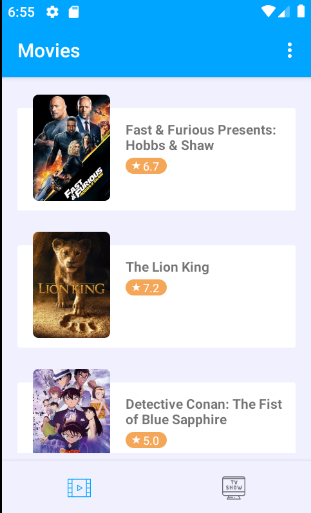 6:55
Movies
Fast & Furious Presents:
Hobbs & Shaw
★6.7
FAST &
FURIOUS
The Lion King
★7.2
LION KING
Detective Conan: The Fist
of Blue Sapphire
★5.0
TV
SHOW